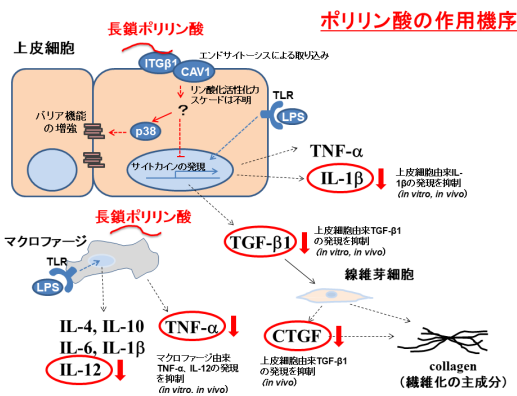 ポリリン酸の作用機序
長鎖ポリリン酸
上皮細胞
ITGβ1
CAV1
エンドサイトーシスによる取り込み
リン酸化活性化カ
スケードは不明
?
p38
バリア機能
の増強
TLR
LPS
サイトカインの発現
TNF-α
IL-1β
上皮細胞由来IL-
1βの発現を抑制
(in vitro, in vivo)
長鎖ポリリン酸
マクロファージ
TLR
LPS
TGF-β1
上皮細胞由来TGF-β1
の発現を抑制
(in vitro, in vivo)
線維芽細胞
IL-4, IL-10
IL-6, IL-1β
IL-12
TNF-α
マクロファージ由来
TNF-α、IL-12の発現
を抑制
(in vitro, in vivo)
CTGF
上皮細胞由来TGF-β1
の発現を抑制
(in vivo)
collagen
(繊維化の主成分)